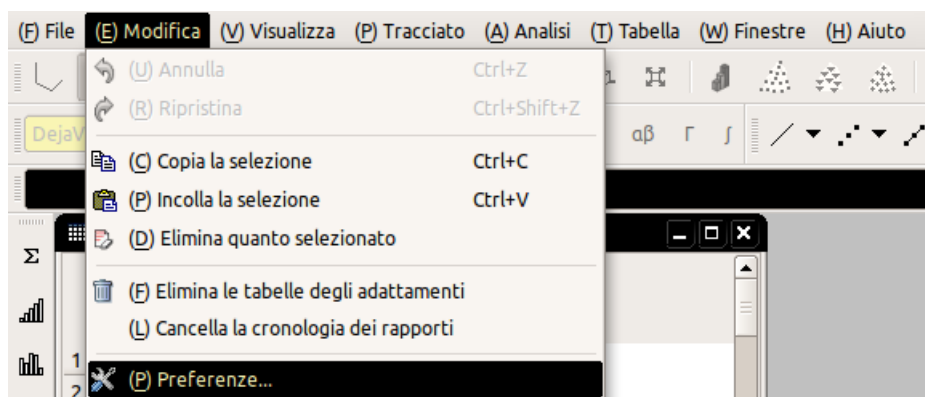 (F) File (E) Modifica (V) Visualizza (P) Tracciato (A) Analisi (T) Tabella (W) Finestre (H) Aiuto
(U) Annulla Ctrl+Z
(R) Ripristina Ctrl+Shift+Z
DejaV αβ Γ ∫
(C) Copia la selezione Ctrl+C
(P) Incolla la selezione Ctrl+V
(D) Elimina quanto selezionato
Σ
(F) Elimina le tabelle degli adattamenti
(L) Cancella la cronologia dei rapporti
1
(P) Preferenze...
2